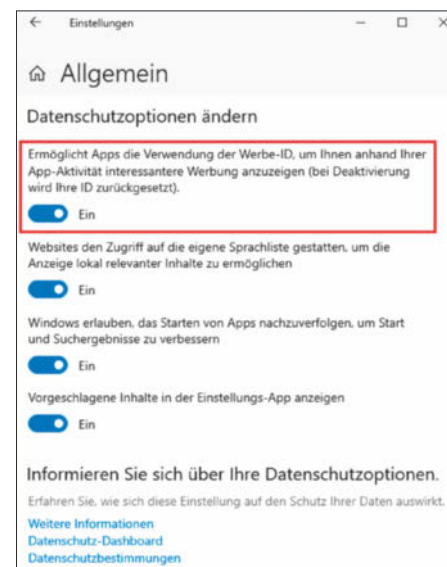 Einstellungen
Allgemein
Datenschutzoptionen ändern
Ermöglicht Apps die Verwendung der Werbe-ID, um Ihnen anhand Ihrer
App-Aktivität interessantere Werbung anzuzeigen (bei Deaktivierung
wird Ihre ID zurückgesetzt).
Ein
Websites den Zugriff auf die eigene Sprachliste gestatten, um die
Anzeige lokal relevanter Inhalte zu ermöglichen
Ein
Windows erlauben, das Starten von Apps nachzuverfolgen, um Start
und Suchergebnisse zu verbessern
Ein
Vorgeschlagene Inhalte in der Einstellungs-App anzeigen
Ein
Informieren Sie sich über Ihre Datenschutzoptionen.
Erfahren Sie, wie sich diese Einstellung auf den Schutz Ihrer Daten auswirkt.
Weitere Informationen
Datenschutz-Dashboard
Datenschutzbestimmungen